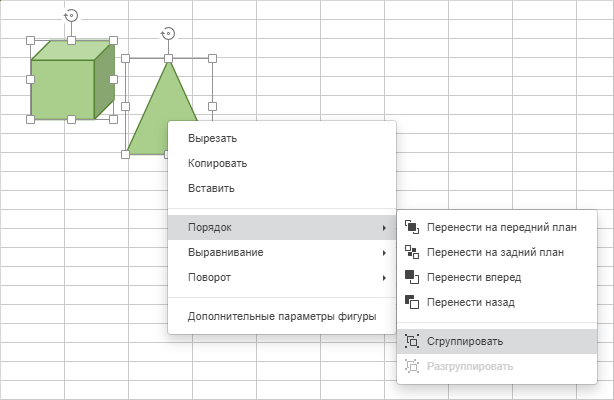 Вырезать
Копировать
Вставить
Порядок
Выравнивание
Поворот
Дополнительные параметры фигуры
Перенести на передний план
Перенести на задний план
Перенести вперед
Перенести назад
Сгруппировать
Разгруппировать